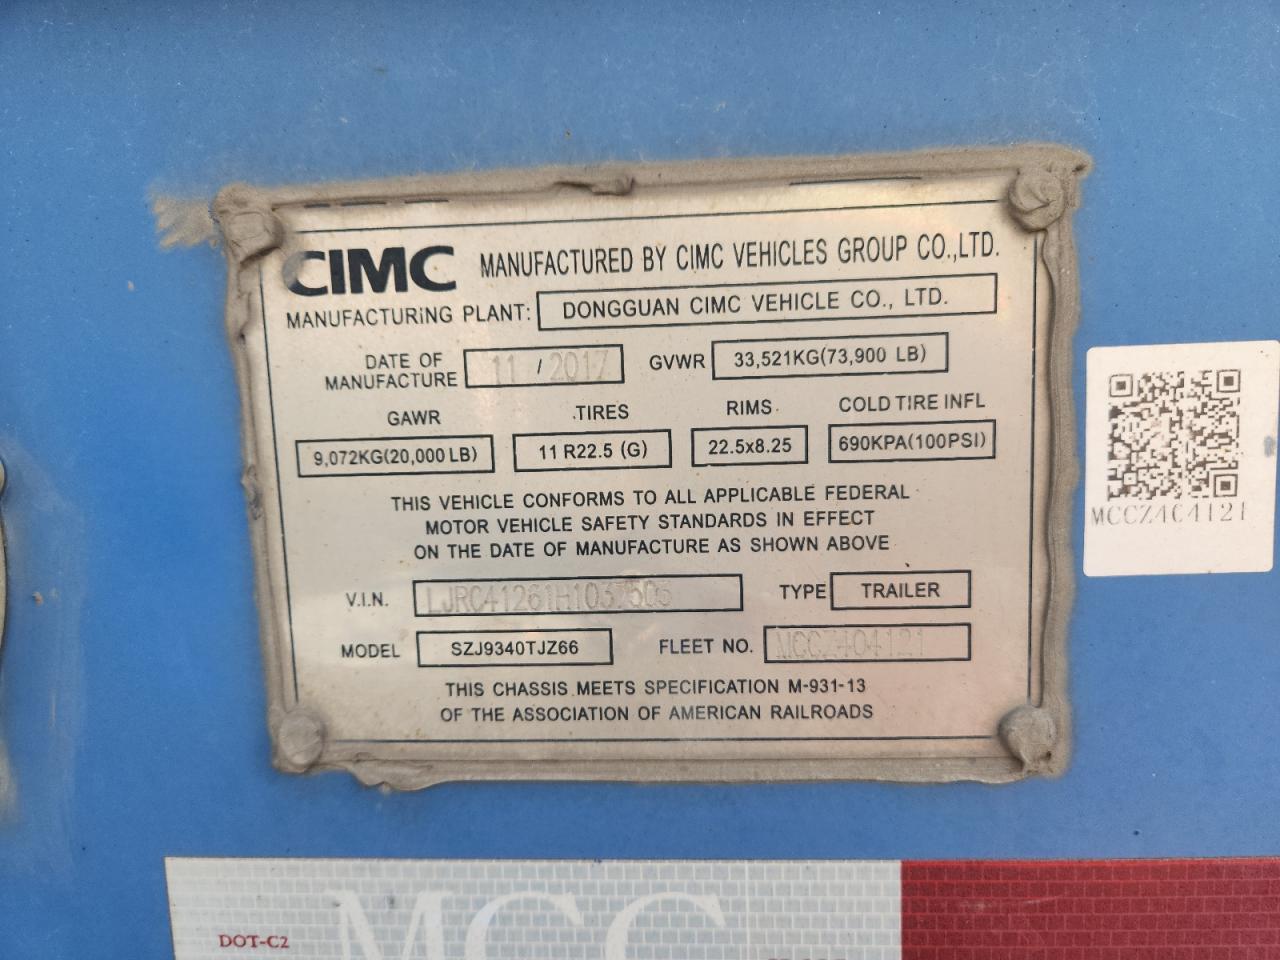 CIMC MANUFACTURED BY CIMC VEHICLES GROUP CO.,LTD.
MANUFACTURING PLANT: DONGGUAN CIMC VEHICLE CO., LTD.
DATE OF MANUFACTURE 11 / 2017 GVWR 33,521KG(73,900 LB)
GAWR TIRES RIMS COLD TIRE INFL
9,072KG(20,000 LB) 11 R22.5 (G) 22.5x8.25 690KPA(100PSI)
THIS VEHICLE CONFORMS TO ALL APPLICABLE FEDERAL
MOTOR VEHICLE SAFETY STANDARDS IN EFFECT
ON THE DATE OF MANUFACTURE AS SHOWN ABOVE
V.I.N. LJRC41261H1037505 TYPE TRAILER
MODEL SZJ9340TJZ66 FLEET NO. MCCZ404121
THIS CHASSIS MEETS SPECIFICATION M-931-13
OF THE ASSOCIATION OF AMERICAN RAILROADS
MCCZ404121
DOT-C2 MCC